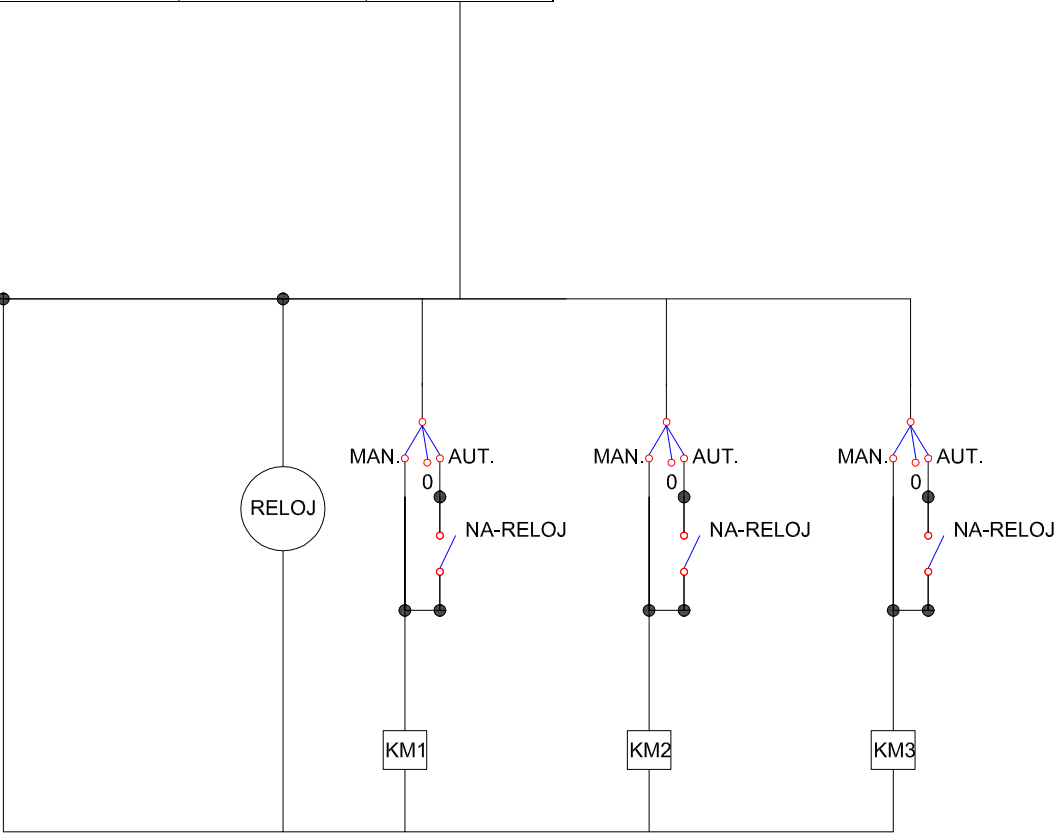 MAN. AUT. MAN. AUT. MAN. AUT.
0 0 0
RELOJ NA-RELOJ NA-RELOJ NA-RELOJ
KM1 KM2 KM3